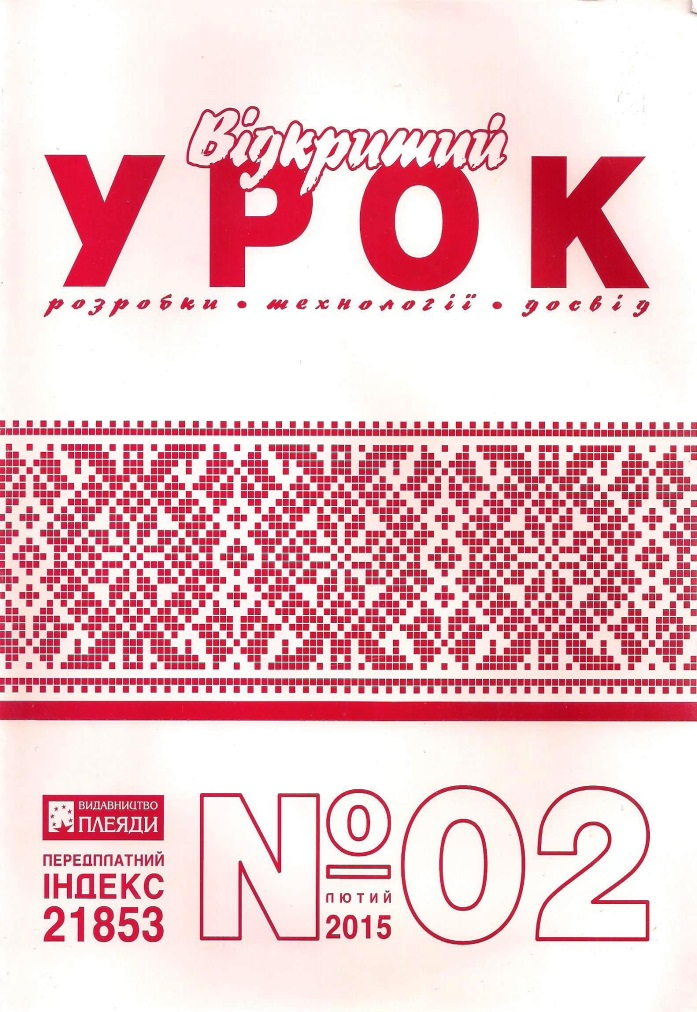 Відкритий
УРОК
розробки • технології • досвід
ВИДАВНИЦТВО
ПЛЕЯДИ
ПЕРЕДПЛАТНИЙ
ІНДЕКС
21853
№02
ЛЮТИЙ
2015